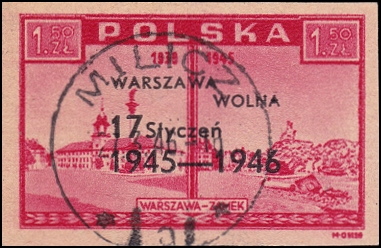 POLSKA
1.50 ZŁ
1.50 ZŁ
1939 1945
MILICZ
WARSZAWA
WOLNA
17 Styczeń
1945—1946
WARSZAWA-ZAMEK